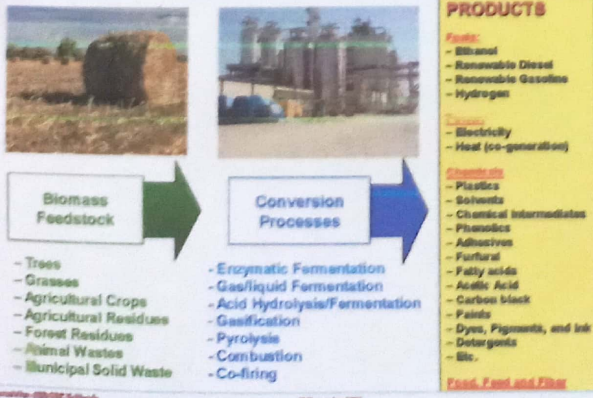 Biomass
Feedstock
- Trees
- Grasses
- Agricultural Crops
- Agricultural Residues
- Forest Residues
- Animal Wastes
- Municipal Solid Waste
Conversion
Processes
- Enzymatic Fermentation
- Gas/liquid Fermentation
- Acid Hydrolysis/Fermentation
- Gasification
- Pyrolysis
- Combustion
- Co-firing
PRODUCTS
Fuels:
– Ethanol
– Renewable Diesel
– Renewable Gasoline
– Hydrogen
– Electricity
– Heat (co-generation)
Chemicals
– Plastics
– Solvents
– Chemical Intermediates
– Phenolics
– Adhesives
– Furfural
– Fatty acids
– Acetic Acid
– Carbon black
– Paints
– Dyes, Pigments, and Ink
– Detergents
– Etc.
Food, Feed and Fiber